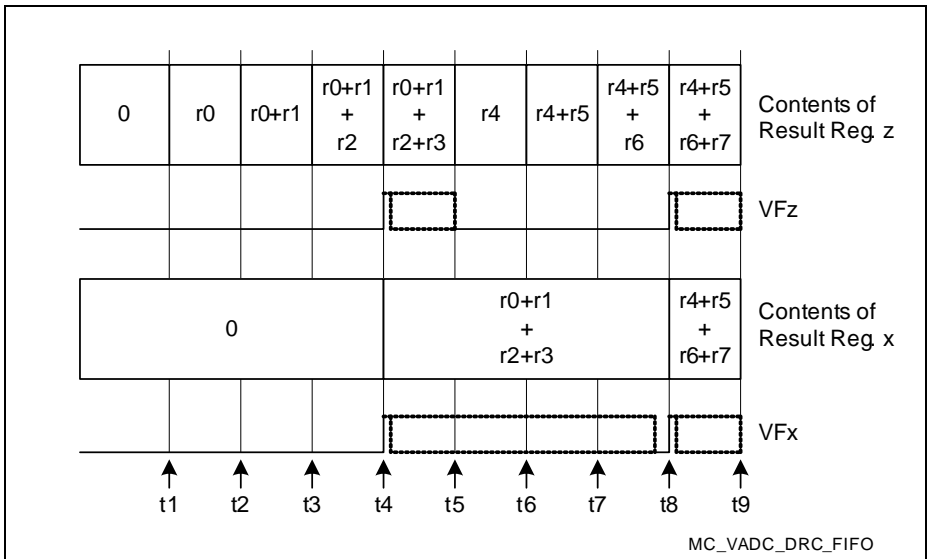 0
r0
r0+r1
r0+r1
+
r2
r0+r1
+
r2+r3
r4
r4+r5
r4+r5
+
r6
r4+r5
+
r6+r7
Contents of
Result Reg. z
VFz
0
r0+r1
+
r2+r3
r4+r5
+
r6+r7
Contents of
Result Reg. x
VFx
t1 t2 t3 t4 t5 t6 t7 t8 t9
MC_VADC_DRC_FIFO